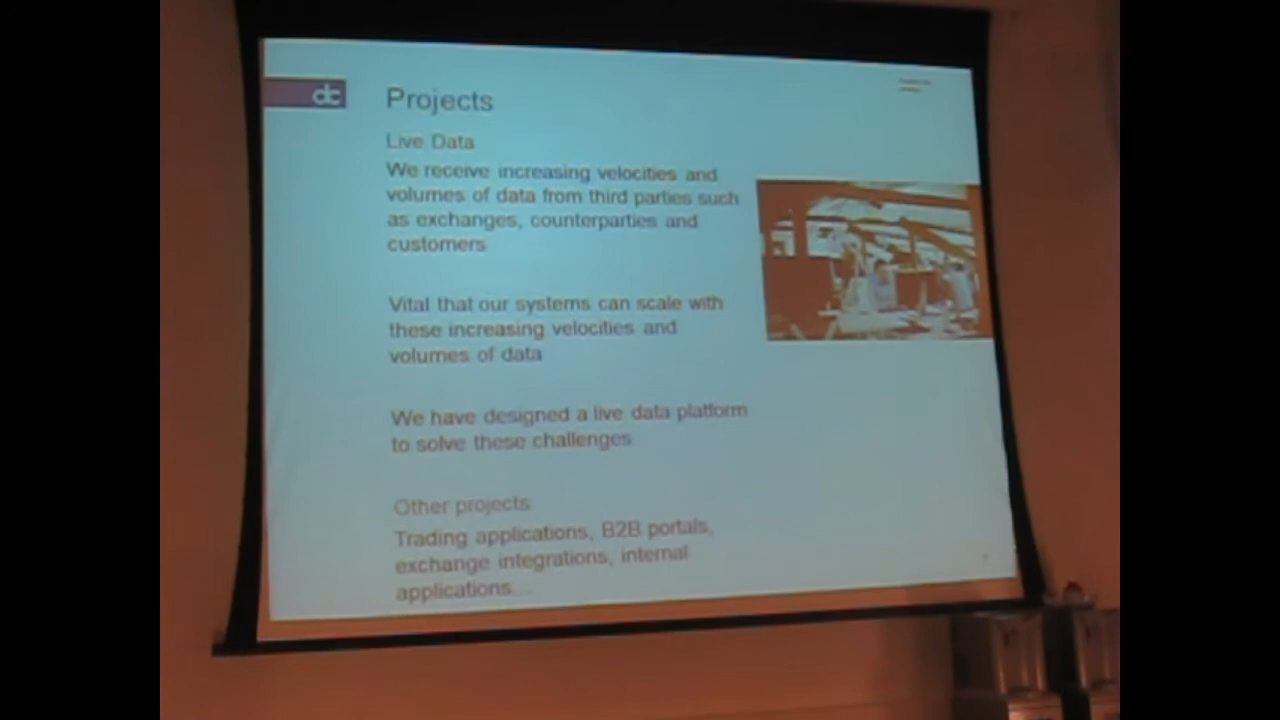 dc
Projects
Live Data
We receive increasing velocities and
volumes of data from third parties such
as exchanges, counterparties and
customers
Vital that our systems can scale with
these increasing velocities and
volumes of data
We have designed a live data platform
to solve these challenges
Other projects
Trading applications, B2B portals,
exchange integrations, internal
applications...